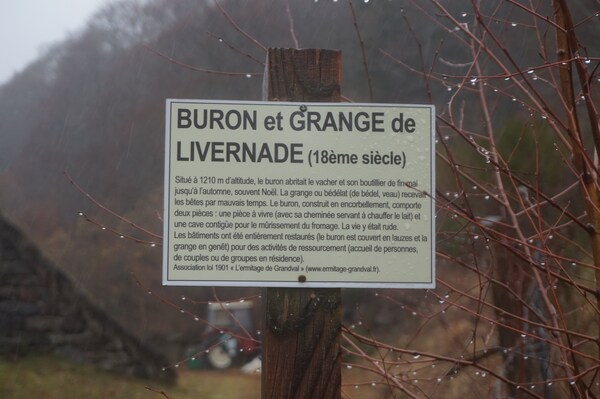 BURON et GRANGE de
LIVERNADE (18ème siècle)
Situé à 1210 m d'altitude, le buron abritait le vacher et son boutillier de fin mai
jusqu'à l'automne, souvent Noël. La grange ou bédélat (de bédel, veau) recevait
les bêtes par mauvais temps. Le buron, construit en encorbellement, comporte
deux pièces : une pièce à vivre (avec sa cheminée servant à chauffer le lait) et
une cave contigüe pour le mûrissement du fromage. La vie y était rude.
Les bâtiments ont été entièrement restaurés (le buron est couvert en lauzes et la
grange en genêt) pour des activités de ressourcement (accueil de personnes,
de couples ou de groupes en résidence).
Association loi 1901 « L'ermitage de Grandval » (www.ermitage-grandval.fr).